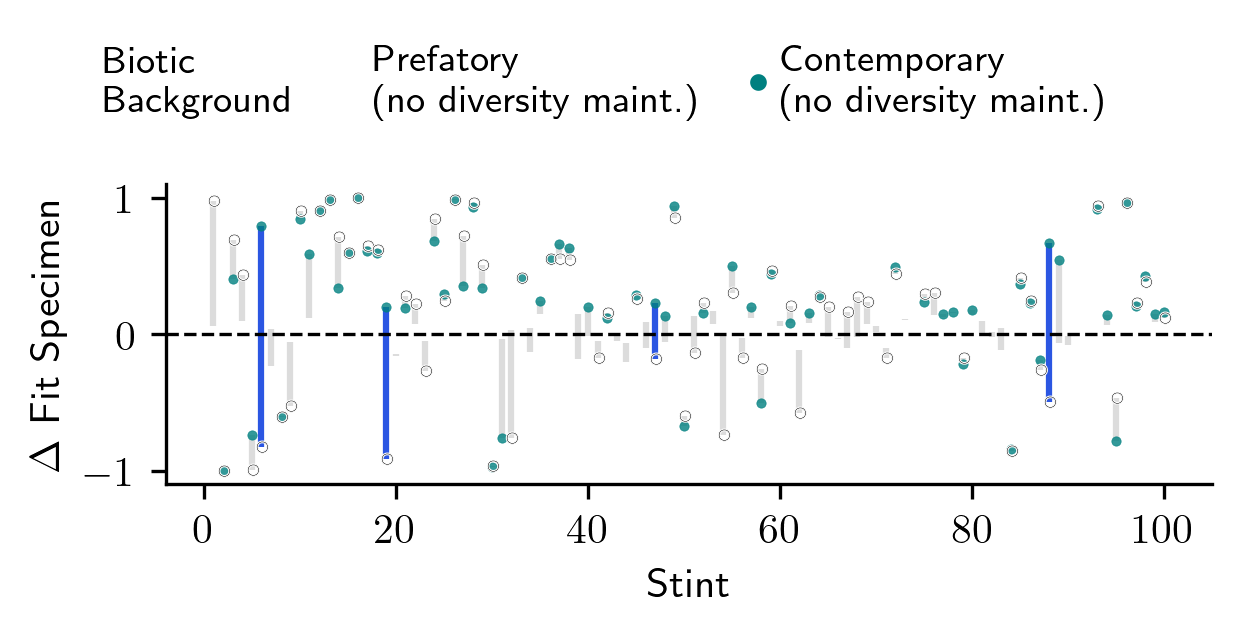 Biotic
Background
Prefatory
(no diversity maint.)
Contemporary
(no diversity maint.)
Δ Fit Specimen
1
0
−1
0 20 40 60 80 100
Stint